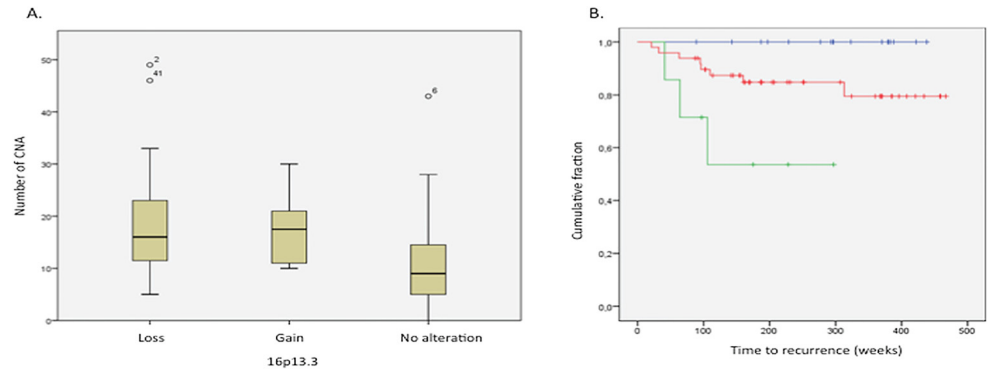 A.
B.
Number of CNA
50
40
30
20
10
0
2
41
6
Loss
Gain
No alteration
16p13.3
Cumulative fraction
1,0
0,8
0,6
0,4
0,2
0,0
0
100
200
300
400
500
Time to recurrence (weeks)